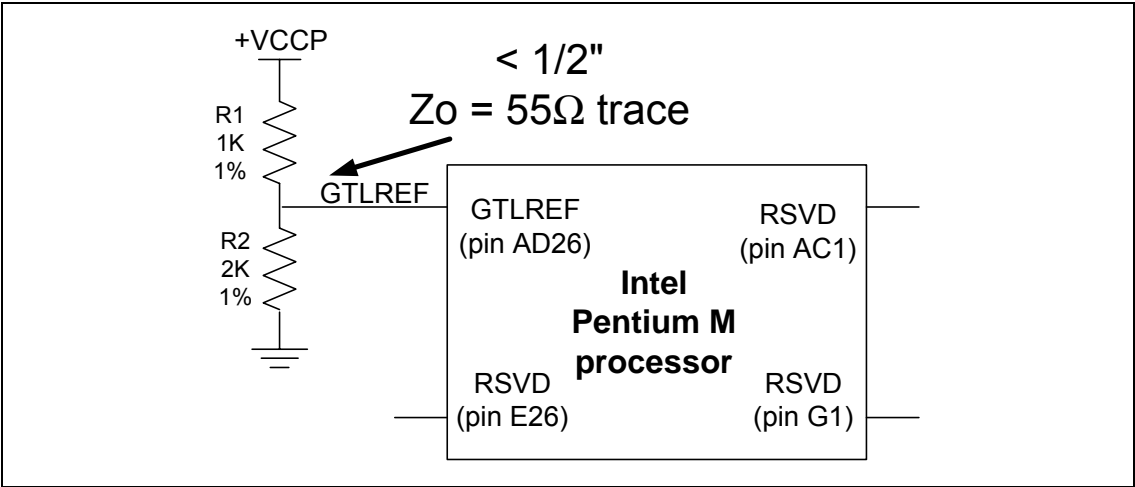 +VCCP
< 1/2"
Zo = 55Ω trace
R1
1K
1%
GTLREF
R2
2K
1%
GTLREF
(pin AD26)
RSVD
(pin AC1)
Intel
Pentium M
processor
RSVD
(pin E26)
RSVD
(pin G1)